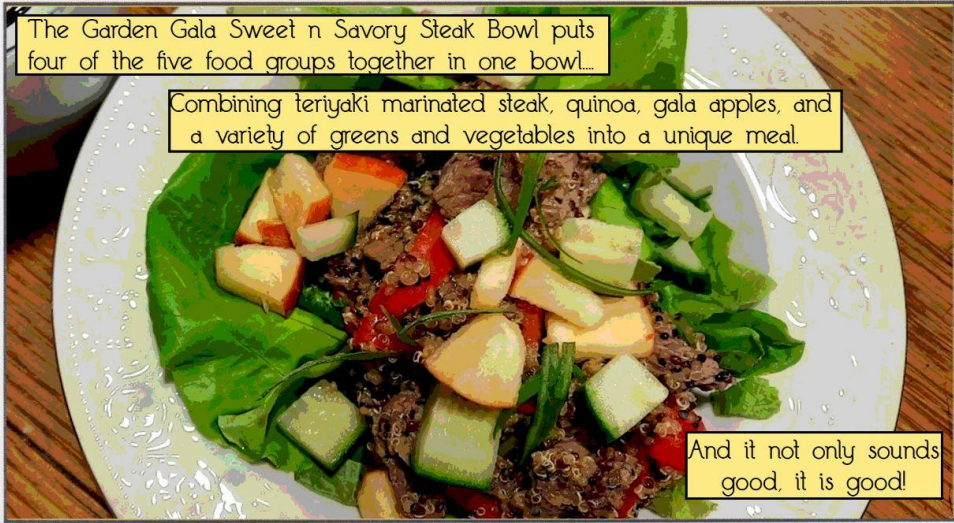 The Garden Gala Sweet n Savory Steak Bowl puts
four of the five food groups together in one bowl....
Combining teriyaki marinated steak, quinoa, gala apples, and
a variety of greens and vegetables into a unique meal.
And it not only sounds
good, it is good!